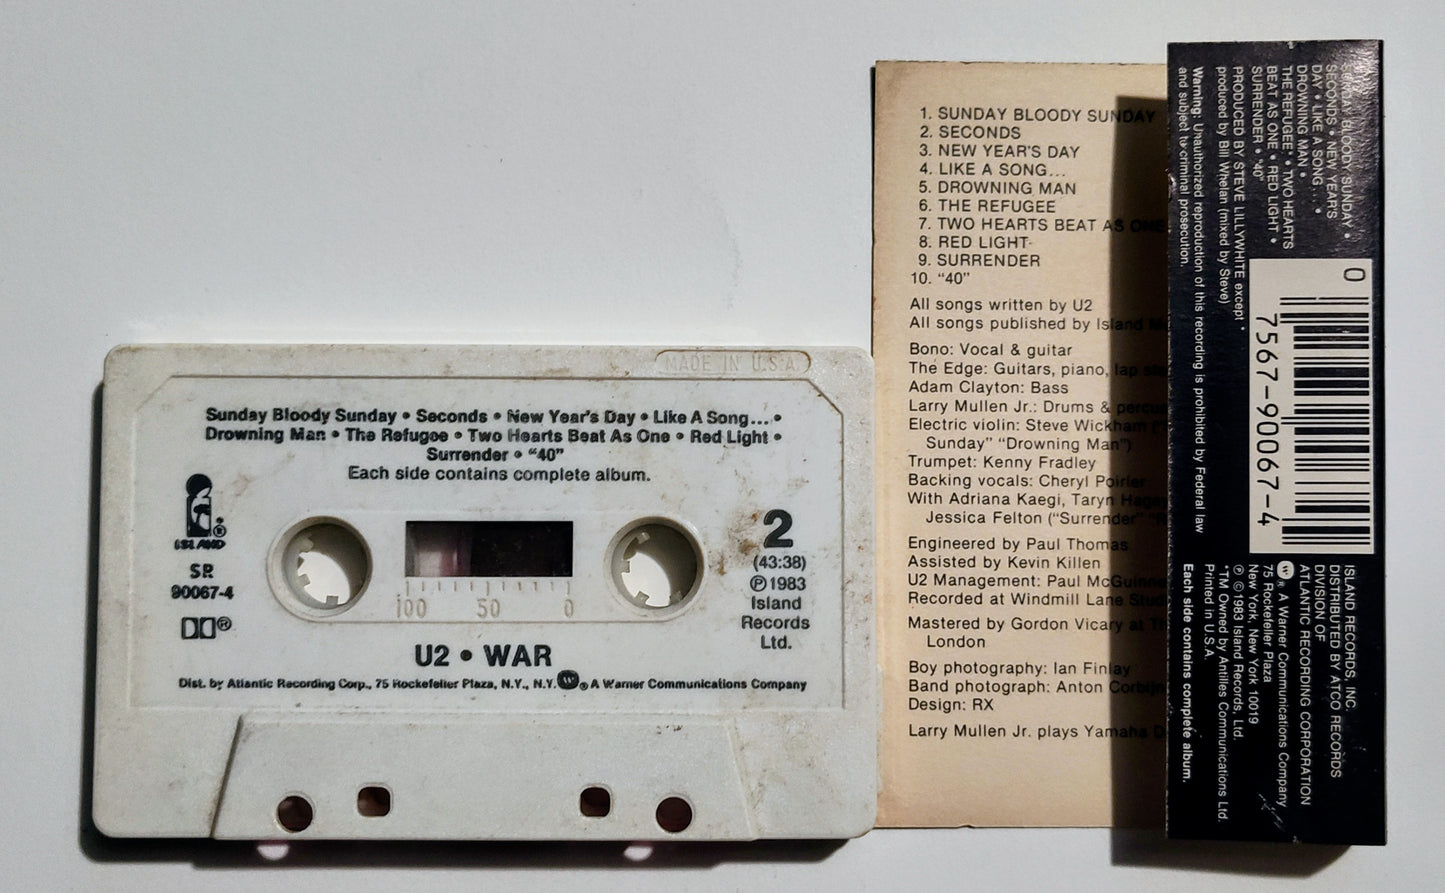 MADE IN U.S.A.
Sunday Bloody Sunday • Seconds • New Year's Day • Like A Song... •
Drowning Man • The Refugee • Two Hearts Beat As One • Red Light •
Surrender • “40”
Each side contains complete album.
®
ISLAND
SR
90067-4
®
100 50 0
2
(43:38)
℗1983
Island
Records
Ltd.
U2 • WAR
Dist. by Atlantic Recording Corp., 75 Rockefeller Plaza, N.Y., N.Y. W ® A Warner Communications Company
1. SUNDAY BLOODY SUNDAY
2. SECONDS
3. NEW YEAR'S DAY
4. LIKE A SONG...
5. DROWNING MAN
6. THE REFUGEE
7. TWO HEARTS BEAT AS ONE
8. RED LIGHT
9. SURRENDER
10. “40”
All songs written by U2
All songs published by Island
Bono: Vocal & guitar
The Edge: Guitars, piano, lap
Adam Clayton: Bass
Larry Mullen Jr.: Drums &
Electric violin: Steve Wickham
Sunday” “Drowning Man”)
Trumpet: Kenny Fradley
Backing vocals: Cheryl Poirier
With Adriana Kaegi, Taryn
Jessica Felton (“Surrender”
Engineered by Paul Thomas
Assisted by Kevin Killen
U2 Management: Paul
Recorded at Windmill Lane
Mastered by Gordon Vicary at
London
Boy photography: Ian Finlay
Band photograph: Anton
Design: RX
Larry Mullen Jr. plays Yamaha
SUNDAY BLOODY SUNDAY •
SECONDS • NEW YEAR'S
DAY • LIKE A SONG... •
DROWNING MAN •
THE REFUGEE* • TWO HEARTS
BEAT AS ONE • RED LIGHT •
SURRENDER • “40”
PRODUCED BY STEVE LILLYWHITE except *
produced by Bill Whelan (mixed by Steve)
Warning: Unauthorized reproduction of this recording is prohibited by Federal law
and subject to criminal prosecution.
0
7567-90067-4
ISLAND RECORDS, INC.
DISTRIBUTED BY ATCO RECORDS
DIVISION OF
ATLANTIC RECORDING CORPORATION
W ® A Warner Communications Company
75 Rockefeller Plaza
New York, New York 10019
℗ © 1983 Island Records, Ltd.
*TM Owned by Antilles Communications Ltd.
Printed in U.S.A.
Each side contains complete album.